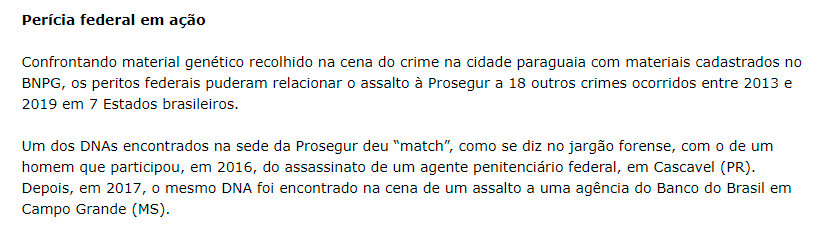 Perícia federal em ação
Confrontando material genético recolhido na cena do crime na cidade paraguaia com materiais cadastrados no
BNPG, os peritos federais puderam relacionar o assalto à Prosegur a 18 outros crimes ocorridos entre 2013 e
2019 em 7 Estados brasileiros.
Um dos DNAs encontrados na sede da Prosegur deu “match”, como se diz no jargão forense, com o de um
homem que participou, em 2016, do assassinato de um agente penitenciário federal, em Cascavel (PR).
Depois, em 2017, o mesmo DNA foi encontrado na cena de um assalto a uma agência do Banco do Brasil em
Campo Grande (MS).